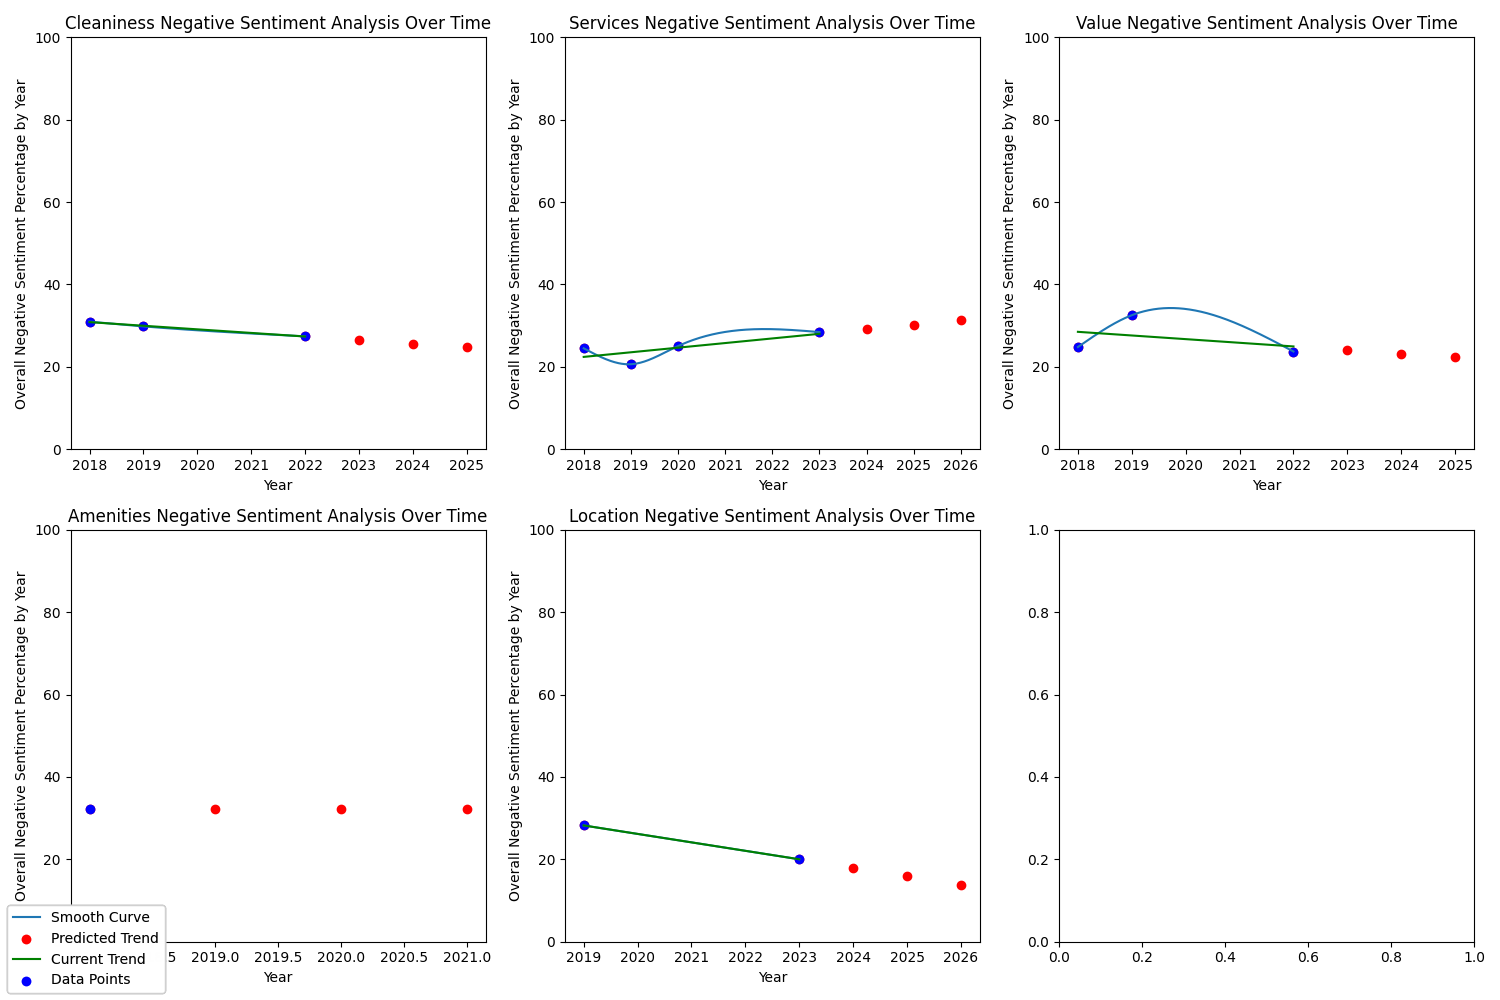 Cleaniness Negative Sentiment Analysis Over Time
100
80
60
40
20
0
Overall Negative Sentiment Percentage by Year
2018 2019 2020 2021 2022 2023 2024 2025
Year
Services Negative Sentiment Analysis Over Time
100
80
60
40
20
0
Overall Negative Sentiment Percentage by Year
2018 2019 2020 2021 2022 2023 2024 2025 2026
Year
Value Negative Sentiment Analysis Over Time
100
80
60
40
20
0
Overall Negative Sentiment Percentage by Year
2018 2019 2020 2021 2022 2023 2024 2025
Year
Amenities Negative Sentiment Analysis Over Time
100
80
60
40
20
Overall Negative Sentiment Percentage by Year
5 2019.0 2019.5 2020.0 2020.5 2021.0
Year
Smooth Curve
Predicted Trend
Current Trend
Data Points
Location Negative Sentiment Analysis Over Time
100
80
60
40
20
0
Overall Negative Sentiment Percentage by Year
2019 2020 2021 2022 2023 2024 2025 2026
Year
1.0
0.8
0.6
0.4
0.2
0.0
0.0 0.2 0.4 0.6 0.8 1.0